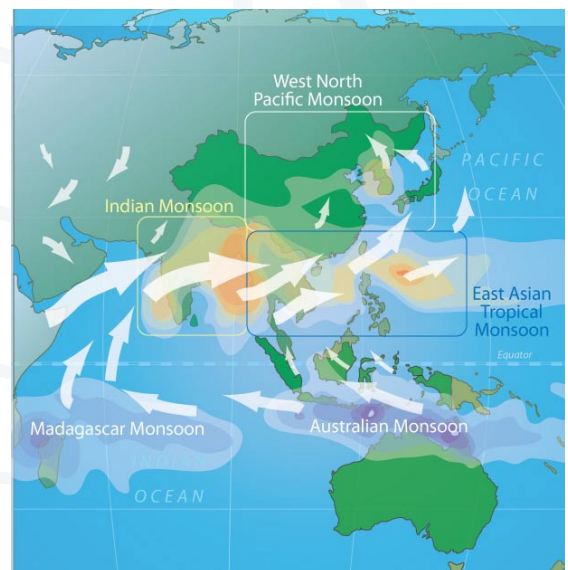 West North
Pacific Monsoon
PACIFIC
OCEAN
Indian Monsoon
East Asian
Tropical
Monsoon
Equator
Madagascar Monsoon
Australian Monsoon
INDIAN
OCEAN